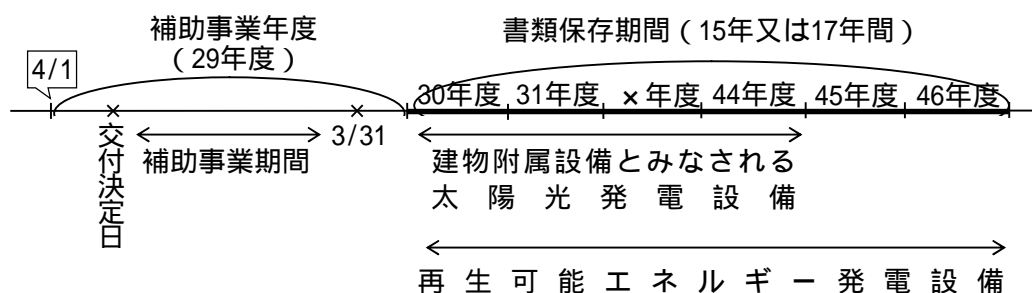 補助事業年度
（29年度）
書類保存期間（15年又は17年間）
4/1
30年度 31年度 ×年度 44年度 45年度 46年度
× ×
交付決定日
補助事業期間
3/31
建物附属設備とみなされる
太陽光発電設備
再生可能エネルギー発電設備